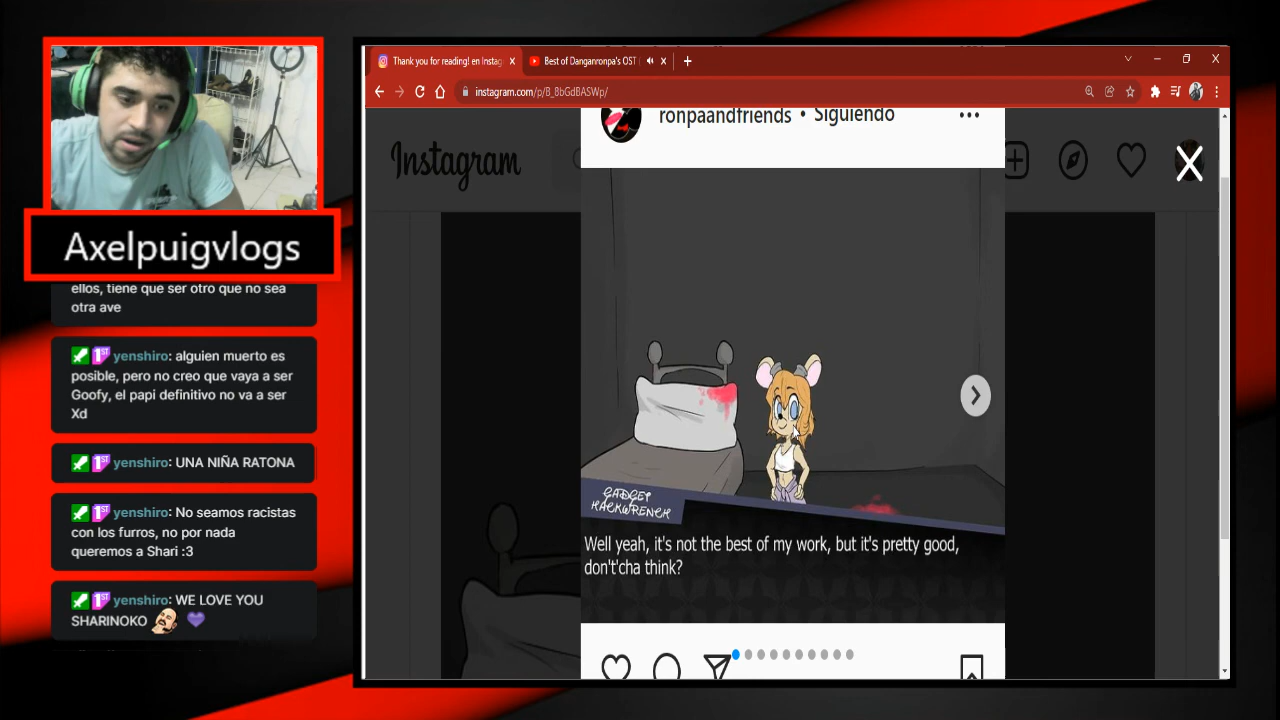 Axelpuigvlogs
ellos, tiene que ser otro que no sea
otra ave
yenshiro: alguien muerto es
posible, pero no creo que vaya a ser
Goofy, el papi definitivo no va a ser
Xd
yenshiro: UNA NIÑA RATONA
yenshiro: No seamos racistas
con los furros, no por nada
queremos a Shari :3
yenshiro: WE LOVE YOU
SHARINOKO
Thank you for reading! en Instag
Best of Danganronpa's OST
instagram.com/p/B_8bGdBASWp/
ronpaandfriends • Siguiendo
Instagram
GADGET
HACKWRENCH
Well yeah, it's not the best of my work, but it's pretty good,
don't'cha think?